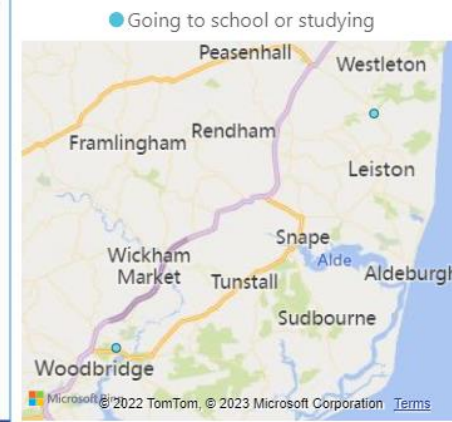 Going to school or studying
Peasenhall
Westleton
Rendham
Framlingham
Leiston
Snape
Alde
Wickham
Market
Aldeburgh
Tunstall
Sudbourne
Woodbridge
Microsoft Bing
© 2022 TomTom, © 2023 Microsoft Corporation Terms